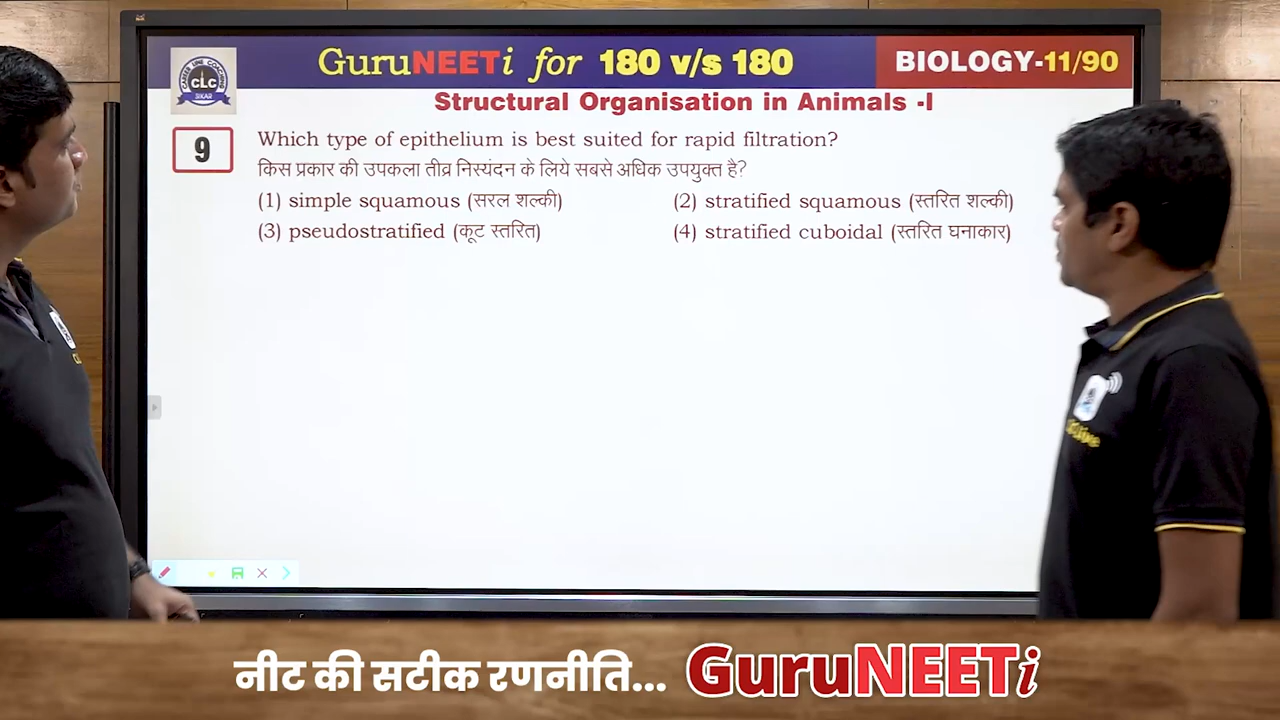 GuruNEETi for 180 v/s 180
BIOLOGY-11/90
CLC
SIKAR
Structural Organisation in Animals -I
9
Which type of epithelium is best suited for rapid filtration?
किस प्रकार की उपकला तीव्र निस्यंदन के लिये सबसे अधिक उपयुक्त है?
(1) simple squamous (सरल शल्की)
(2) stratified squamous (स्तरित शल्की)
(3) pseudostratified (कूट स्तरित)
(4) stratified cuboidal (स्तरित घनाकार)
नीट की सटीक रणनीति... GuruNEETi